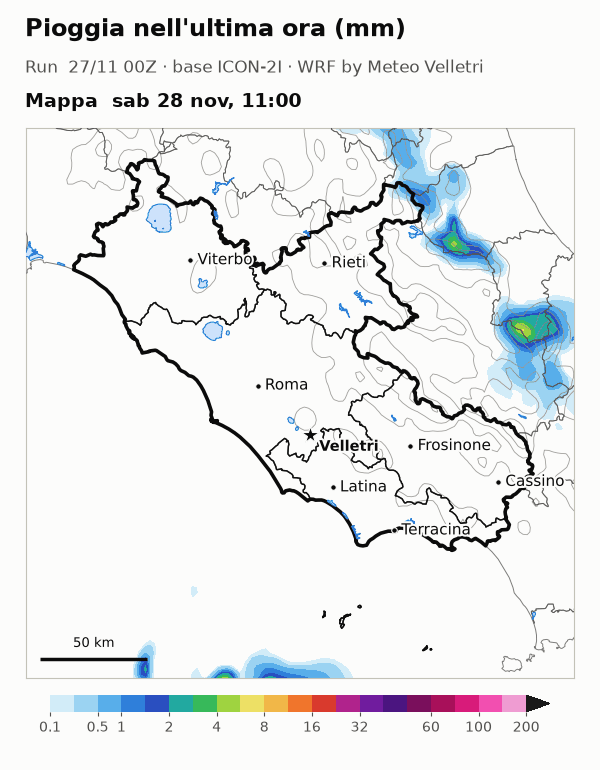 Pioggia nell'ultima ora (mm)
Run  27/11 00Z · base ICON-2I · WRF by Meteo Velletri
Mappa  sab 28 nov, 11:00
Viterbo
Rieti
Roma
Velletri
Frosinone
Latina
Cassino
Terracina
50 km
0.1 0.5 1 2 4 8 16 32 60 100 200